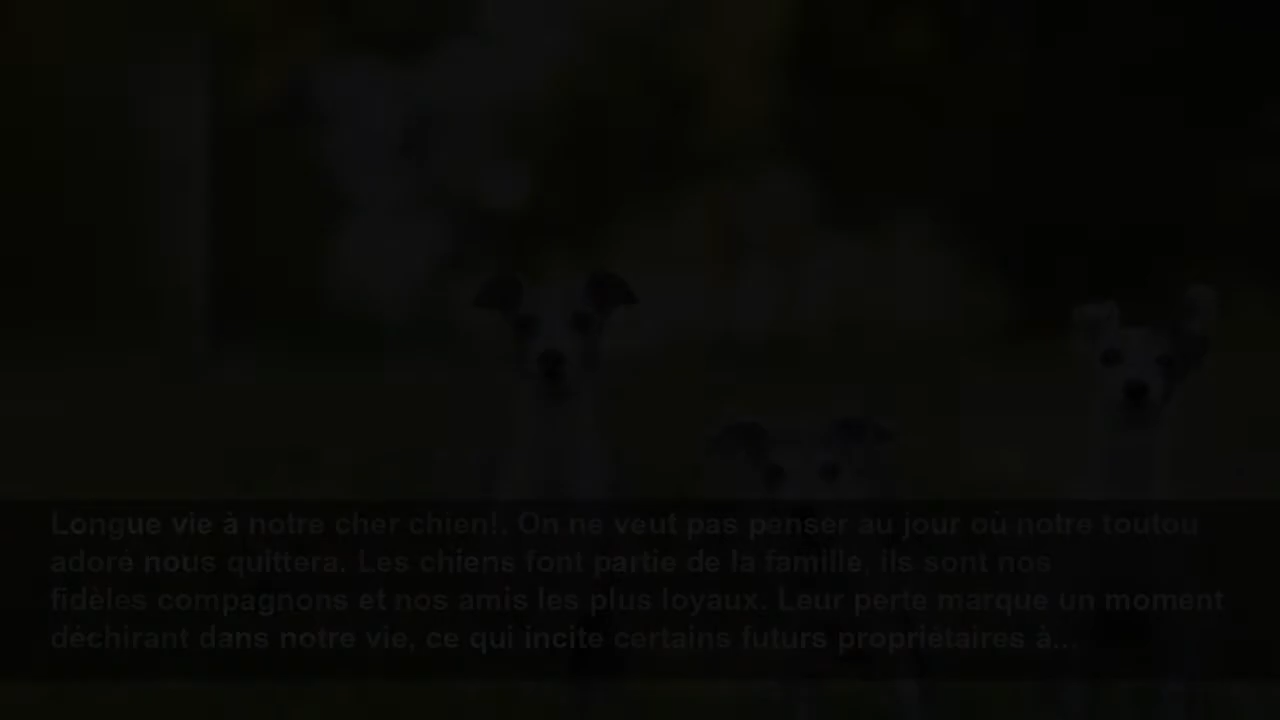 Longue vie à notre cher chien!. On ne veut pas penser au jour où notre toutou
adoré nous quittera. Les chiens font partie de la famille, ils sont nos
fidèles compagnons et nos amis les plus loyaux. Leur perte marque un moment
déchirant dans notre vie, ce qui incite certains futurs propriétaires à...